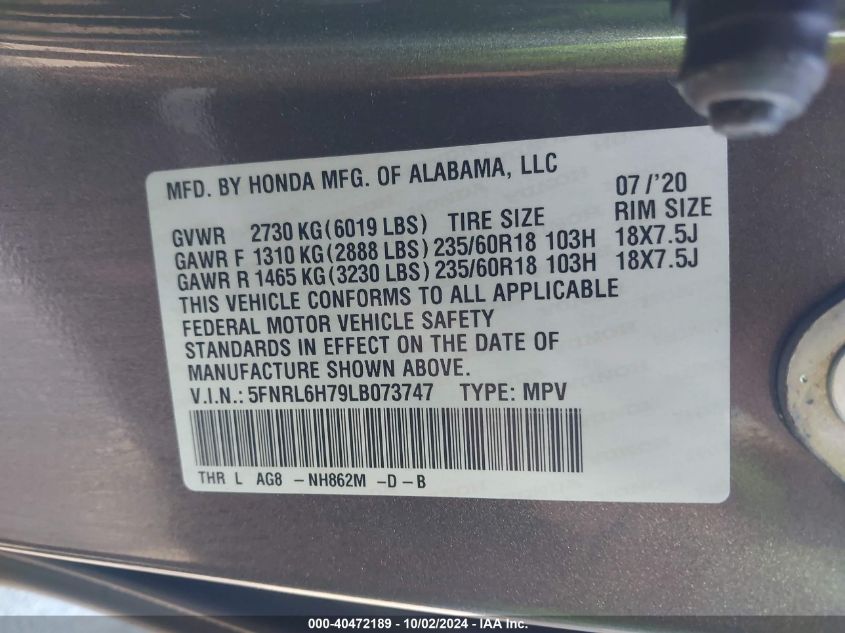 MFD. BY HONDA MFG. OF ALABAMA, LLC
07 /'20
GVWR 2730 KG (6019 LBS) TIRE SIZE RIM SIZE
GAWR F 1310 KG (2888 LBS) 235/60R18 103H 18X7.5J
GAWR R 1465 KG (3230 LBS) 235/60R18 103H 18X7.5J
THIS VEHICLE CONFORMS TO ALL APPLICABLE
FEDERAL MOTOR VEHICLE SAFETY
STANDARDS IN EFFECT ON THE DATE OF
MANUFACTURE SHOWN ABOVE.
V.I.N.: 5FNRL6H79LB073747 TYPE: MPV
THR L AG8 - NH862M - D - B
000-40472189 - 10/02/2024 - IAA Inc.